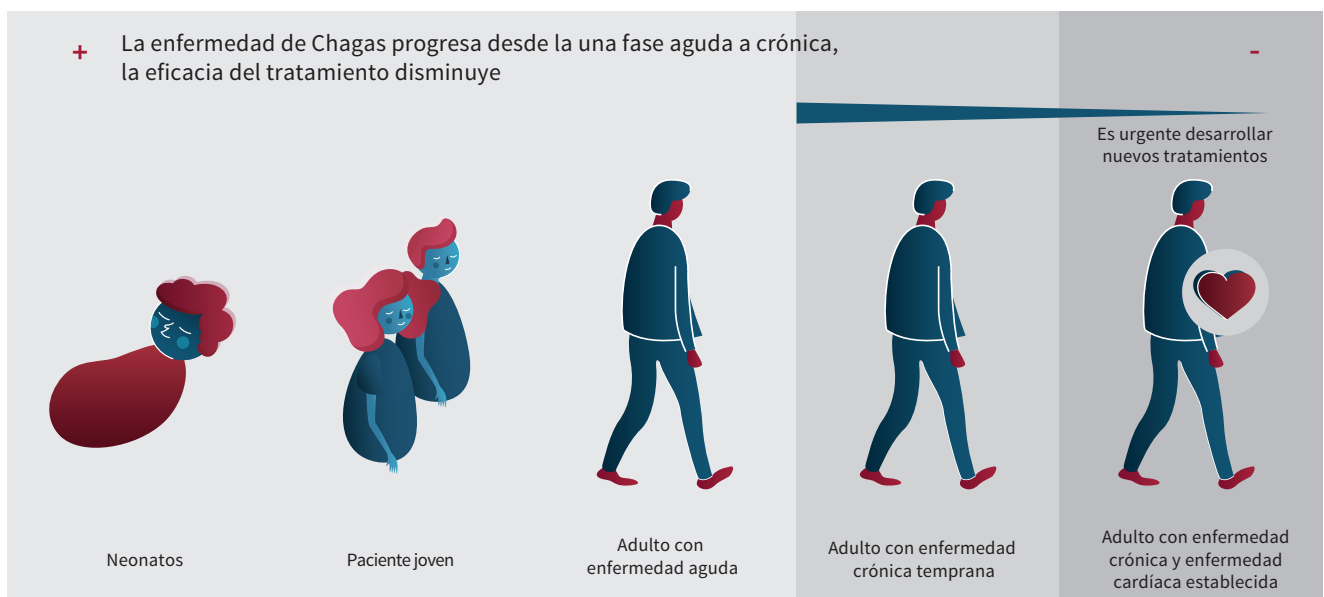 +
La enfermedad de Chagas progresa desde la una fase aguda a crónica,
la eficacia del tratamiento disminuye
-
Es urgente desarrollar
nuevos tratamientos
Neonatos
Paciente joven
Adulto con
enfermedad aguda
Adulto con enfermedad
crónica temprana
Adulto con enfermedad
crónica y enfermedad
cardíaca establecida